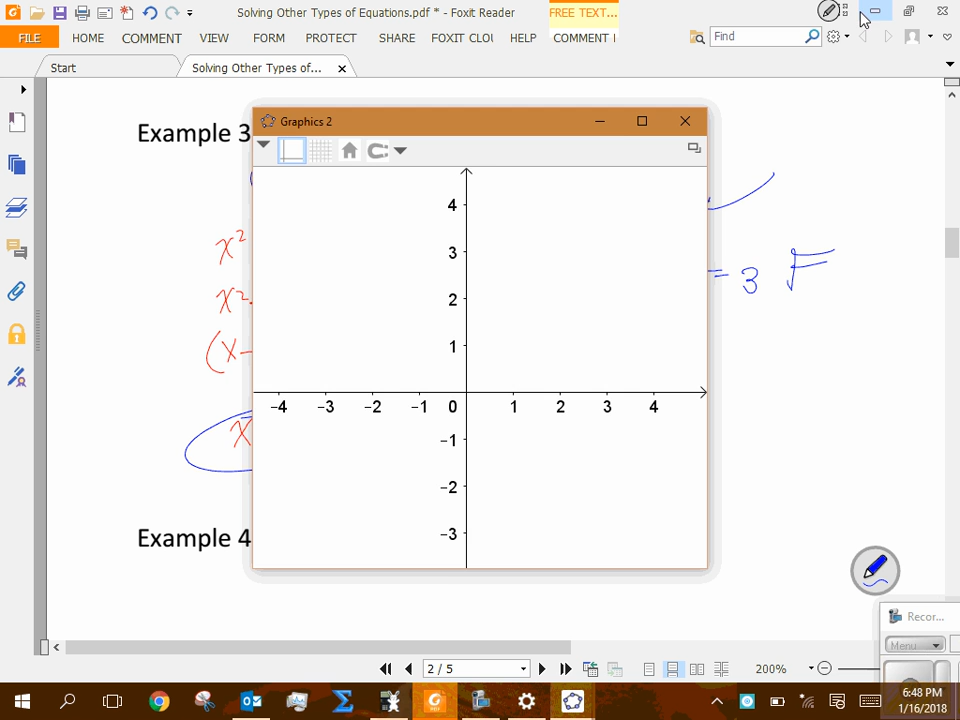 Solving Other Types of Equations.pdf * - Foxit Reader
FREE TEXT...
FILE HOME COMMENT VIEW FORM PROTECT SHARE FOXIT CLOU HELP COMMENT
Find
Start
Solving Other Types of...
Example 3
Graphics 2
x²
x²-
(x-
x
= 3 F
4
3
2
1
-4 -3 -2 -1 0 1 2 3 4
-1
-2
-3
Example 4
Recor...
Menu
2 / 5
200%
6:48 PM
1/16/2018